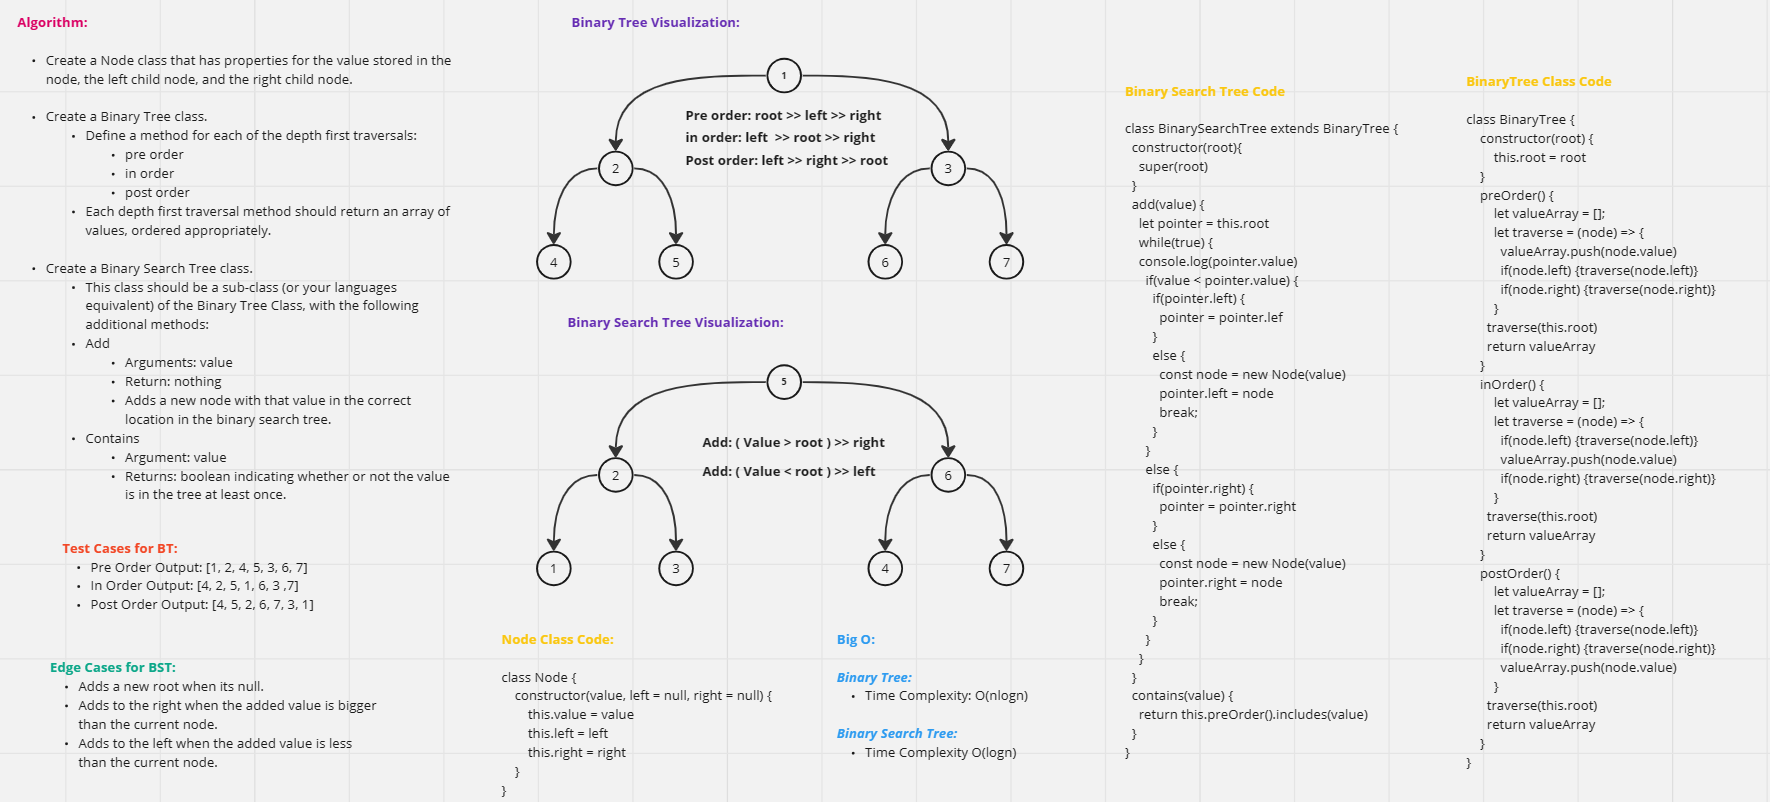 Algorithm:
• Create a Node class that has properties for the value stored in the
node, the left child node, and the right child node.
• Create a Binary Tree class.
• Define a method for each of the depth first traversals:
• pre order
• in order
• post order
• Each depth first traversal method should return an array of
values, ordered appropriately.
• Create a Binary Search Tree class.
• This class should be a sub-class (or your languages
equivalent) of the Binary Tree Class, with the following
additional methods:
• Add
• Arguments: value
• Return: nothing
• Adds a new node with that value in the correct
location in the binary search tree.
• Contains
• Argument: value
• Returns: boolean indicating whether or not the value
is in the tree at least once.
Test Cases for BT:
• Pre Order Output: [1, 2, 4, 5, 3, 6, 7]
• In Order Output: [4, 2, 5, 1, 6, 3 ,7]
• Post Order Output: [4, 5, 2, 6, 7, 3, 1]
Edge Cases for BST:
• Adds a new root when its null.
• Adds to the right when the added value is bigger
than the current node.
• Adds to the left when the added value is less
than the current node.
Binary Tree Visualization:
1
Pre order: root >> left >> right
in order: left >> root >> right
Post order: left >> right >> root
2
3
4
5
6
7
Binary Search Tree Visualization:
5
Add: ( Value > root ) >> right
Add: ( Value < root ) >> left
2
6
1
3
4
7
Node Class Code:
class Node {
constructor(value, left = null, right = null) {
this.value = value
this.left = left
this.right = right
}
}
Big O:
Binary Tree:
• Time Complexity: O(nlogn)
Binary Search Tree:
• Time Complexity O(logn)
Binary Search Tree Code
class BinarySearchTree extends BinaryTree {
constructor(root){
super(root)
}
add(value) {
let pointer = this.root
while(true) {
console.log(pointer.value)
if(value < pointer.value) {
if(pointer.left) {
pointer = pointer.lef
}
else {
const node = new Node(value)
pointer.left = node
break;
}
}
else {
if(pointer.right) {
pointer = pointer.right
}
else {
const node = new Node(value)
pointer.right = node
break;
}
}
}
}
contains(value) {
return this.preOrder().includes(value)
}
}
BinaryTree Class Code
class BinaryTree {
constructor(root) {
this.root = root
}
preOrder() {
let valueArray = [];
let traverse = (node) => {
valueArray.push(node.value)
if(node.left) {traverse(node.left)}
if(node.right) {traverse(node.right)}
}
traverse(this.root)
return valueArray
}
inOrder() {
let valueArray = [];
let traverse = (node) => {
if(node.left) {traverse(node.left)}
valueArray.push(node.value)
if(node.right) {traverse(node.right)}
}
traverse(this.root)
return valueArray
}
postOrder() {
let valueArray = [];
let traverse = (node) => {
if(node.left) {traverse(node.left)}
if(node.right) {traverse(node.right)}
valueArray.push(node.value)
}
traverse(this.root)
return valueArray
}
}